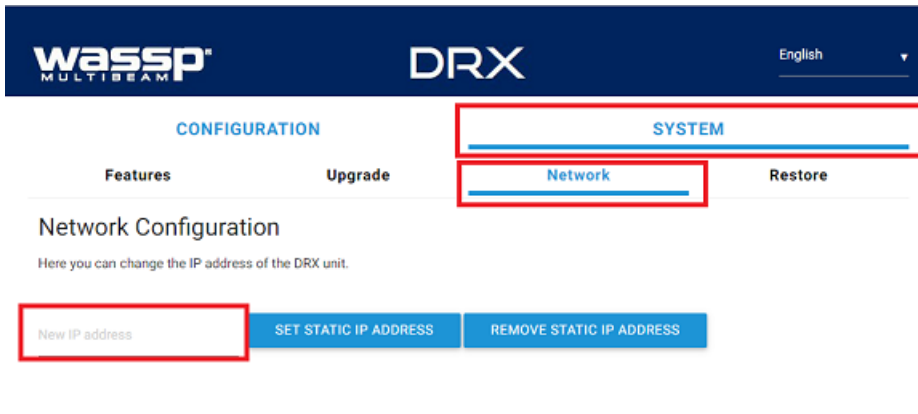 wassp
MULTIBEAM
DRX
English
CONFIGURATION SYSTEM
Features Upgrade Network Restore
Network Configuration
Here you can change the IP address of the DRX unit.
New IP address SET STATIC IP ADDRESS REMOVE STATIC IP ADDRESS